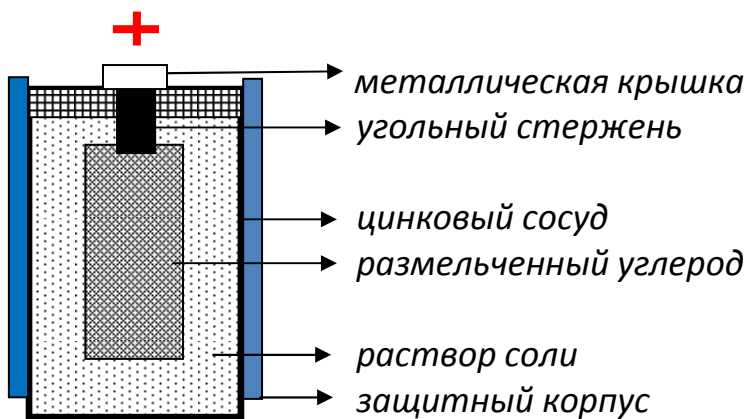 +
металлическая крышка
угольный стержень
цинковый сосуд
размельченный углерод
раствор соли
защитный корпус